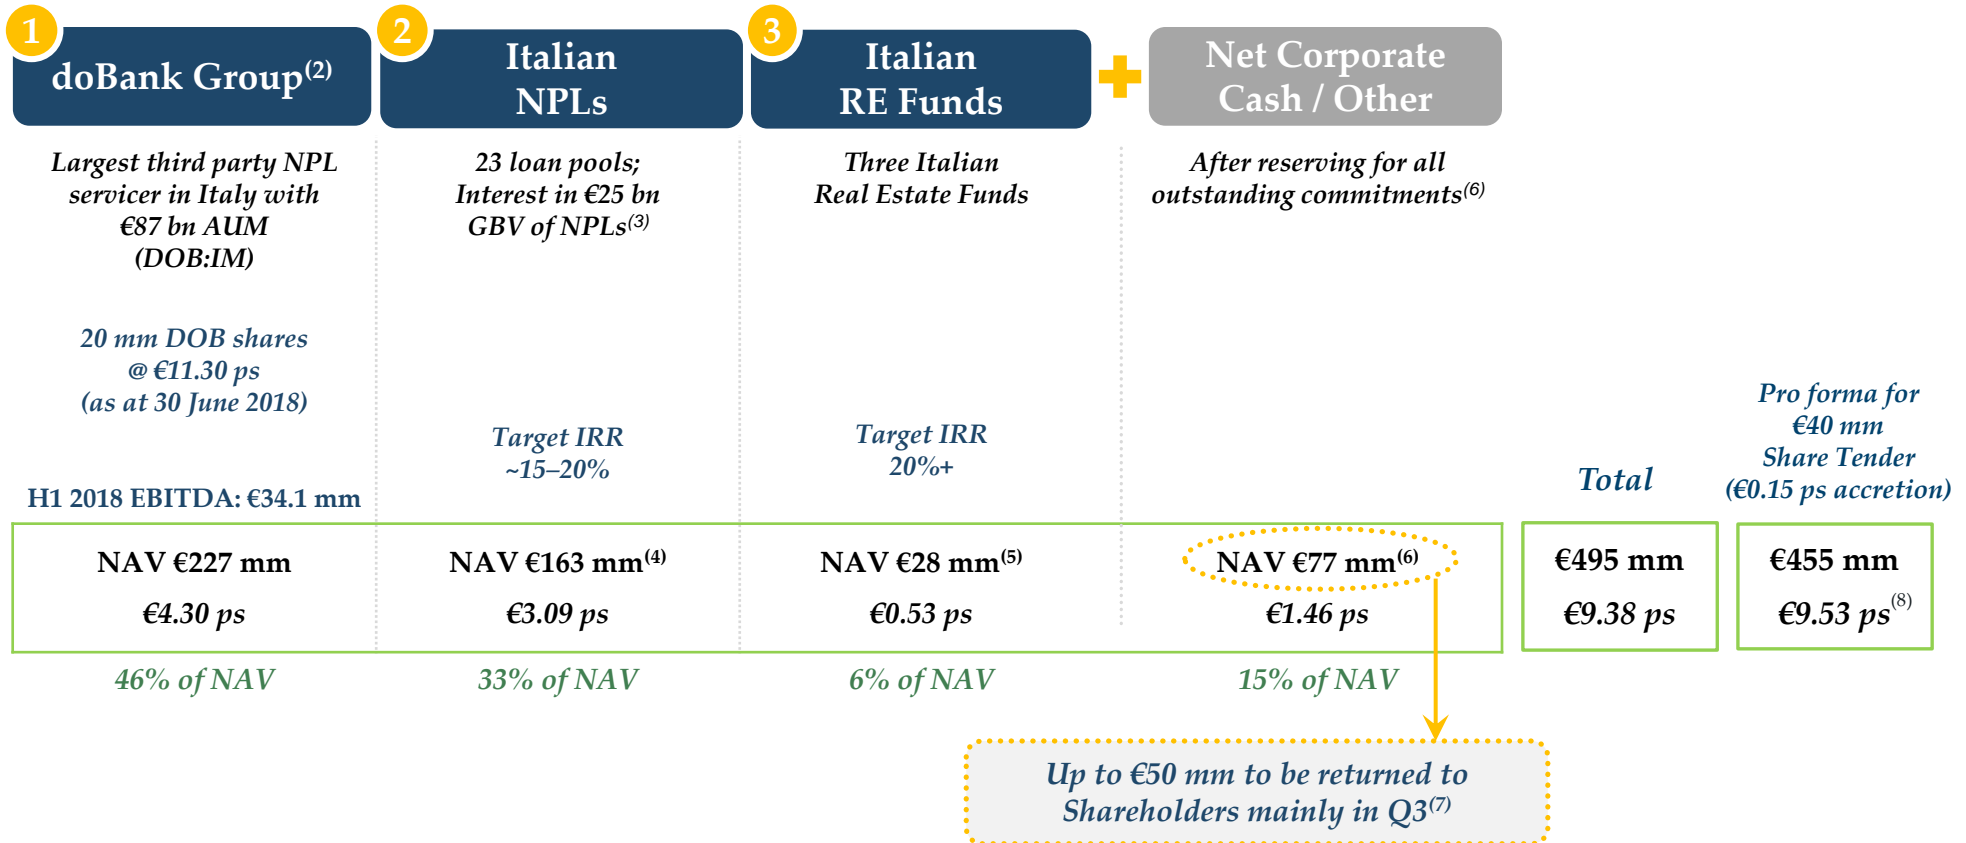 1
doBank Group(2)
Largest third party NPL
servicer in Italy with
€87 bn AUM
(DOB:IM)
20 mm DOB shares
@ €11.30 ps
(as at 30 June 2018)
H1 2018 EBITDA: €34.1 mm
NAV €227 mm
€4.30 ps
46% of NAV
2
Italian
NPLs
23 loan pools;
Interest in €25 bn
GBV of NPLs(3)
Target IRR
~15–20%
NAV €163 mm(4)
€3.09 ps
33% of NAV
3
Italian
RE Funds
Three Italian
Real Estate Funds
Target IRR
20%+
NAV €28 mm(5)
€0.53 ps
6% of NAV
Net Corporate
Cash / Other
After reserving for all
outstanding commitments(6)
NAV €77 mm(6)
€1.46 ps
15% of NAV
Up to €50 mm to be returned to
Shareholders mainly in Q3(7)
Total
€495 mm
€9.38 ps
Pro forma for
€40 mm
Share Tender
(€0.15 ps accretion)
€455 mm
€9.53 ps(8)